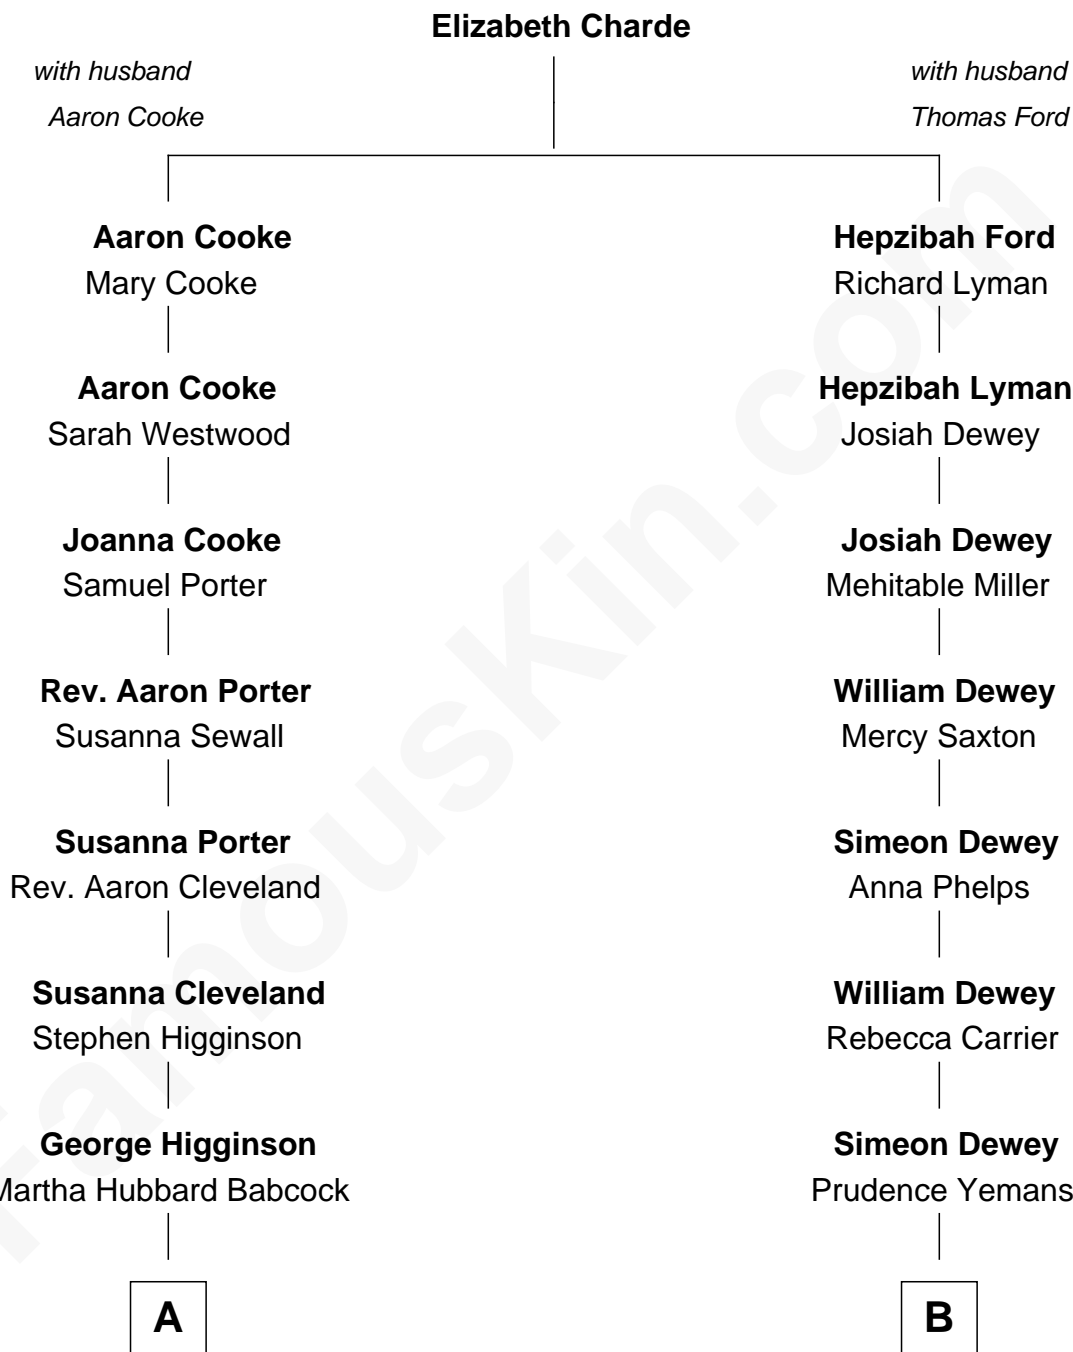 Elizabeth Charde
with husband
Aaron Cooke
with husband
Thomas Ford
Aaron Cooke
Mary Cooke
Hepzibah Ford
Richard Lyman
Aaron Cooke
Sarah Westwood
Hepzibah Lyman
Josiah Dewey
Joanna Cooke
Samuel Porter
Josiah Dewey
Mehitable Miller
Rev. Aaron Porter
Susanna Sewall
William Dewey
Mercy Saxton
Susanna Porter
Rev. Aaron Cleveland
Simeon Dewey
Anna Phelps
Susanna Cleveland
Stephen Higginson
William Dewey
Rebecca Carrier
George Higginson
Martha Hubbard Babcock
Simeon Dewey
Prudence Yemans
A
B
FamousKin.com